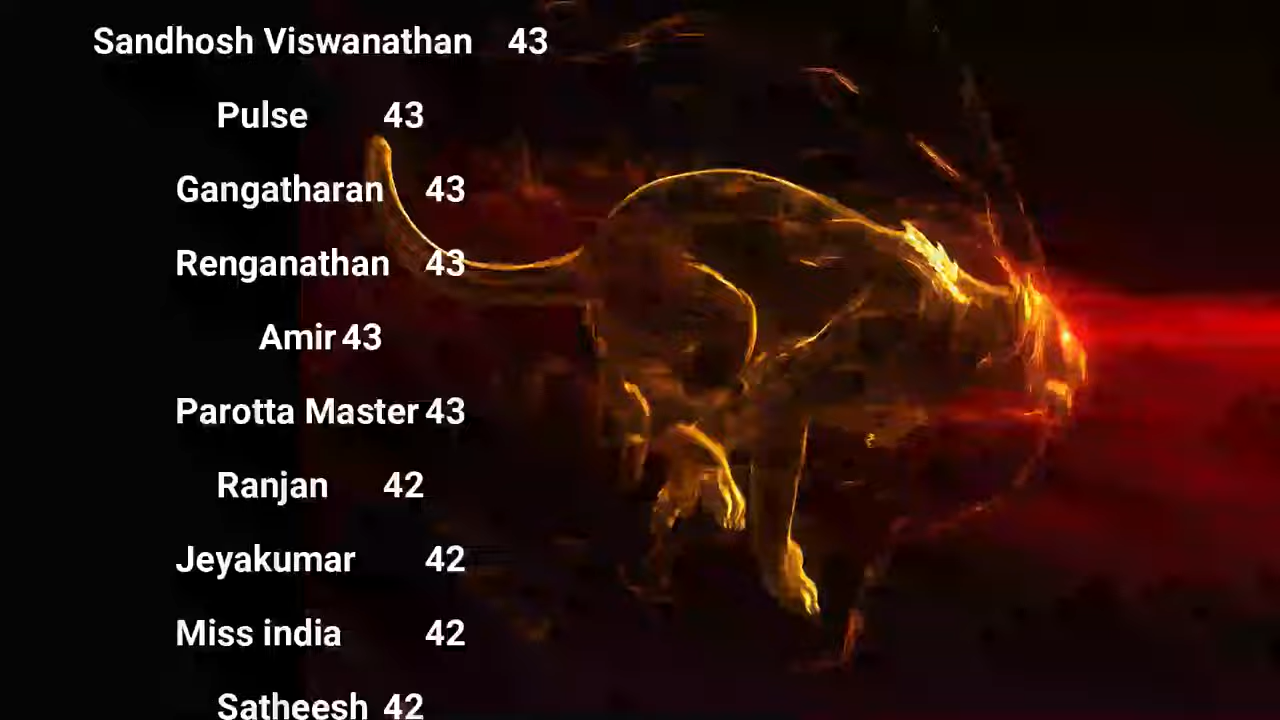 Sandhosh Viswanathan 43
Pulse 43
Gangatharan 43
Renganathan 43
Amir 43
Parotta Master 43
Ranjan 42
Jeyakumar 42
Miss india 42
Satheesh 42